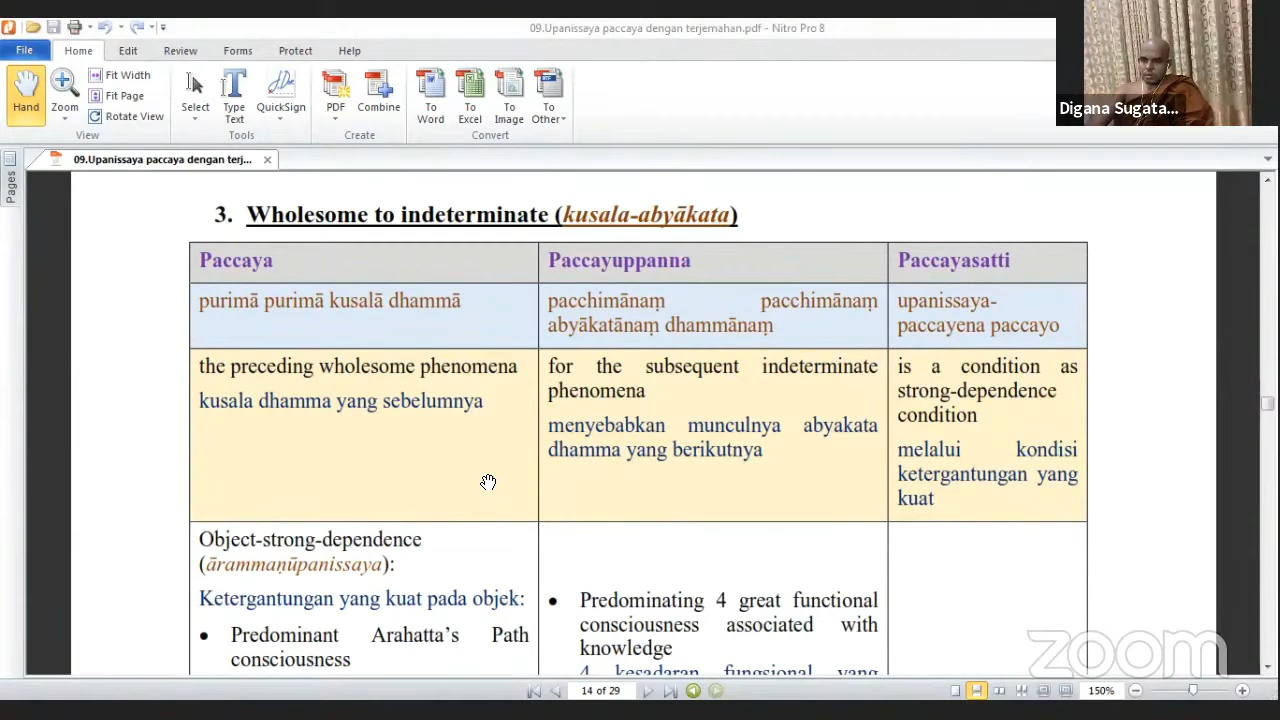 09.Upanissaya paccaya dengan terjemahan.pdf - Nitro Pro 8
File Home Edit Review Forms Protect Help
Hand
Zoom
Fit Width
Fit Page
Rotate View
View
Select
Type
Text
QuickSign
Tools
PDF
Combine
Create
To
Word
To
Excel
To
Image
To
Other
Convert
Digana Sugata...
09.Upanissaya paccaya dengan terj...
Pages
3. Wholesome to indeterminate (kusala-abyākata)
Paccaya
Paccayuppanna
Paccayasatti
purimā purimā kusalā dhammā
pacchimānaṃ pacchimānaṃ
abyākatānaṃ dhammānaṃ
upanissaya-
paccayena paccayo
the preceding wholesome phenomena
kusala dhamma yang sebelumnya
for the subsequent indeterminate
phenomena
menyebabkan munculnya abyakata
dhamma yang berikutnya
is a condition as
strong-dependence
condition
melalui kondisi
ketergantungan yang
kuat
Object-strong-dependence
(ārammaṇūpanissaya):
Ketergantungan yang kuat pada objek:
• Predominant Arahatta's Path
consciousness
• Predominating 4 great functional
consciousness associated with
knowledge
4 kesadaran fungsional yang
zoom
14 of 29
150%